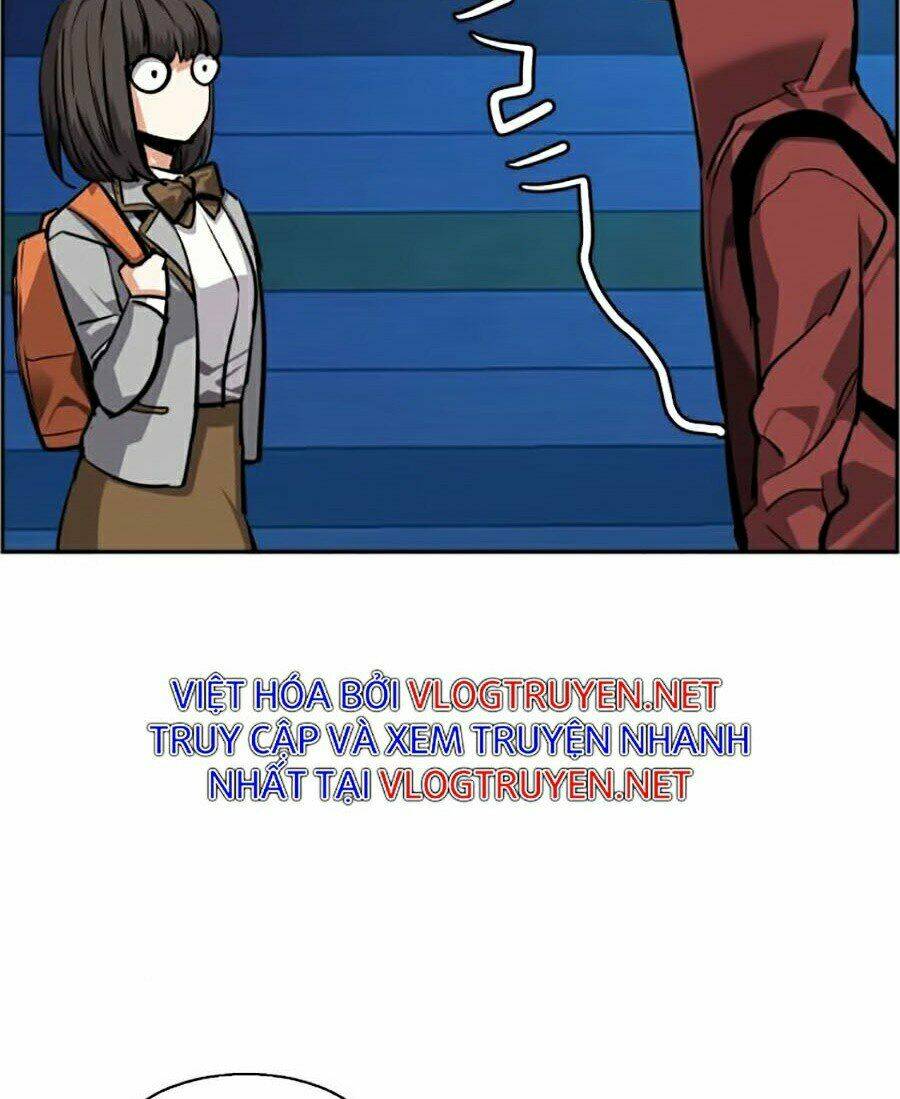 VIỆT HÓA BỞI VLOGTRUYEN.NET
TRUY CẬP VÀ XEM TRUYỆN NHANH
NHẤT TẠI VLOGTRUYEN.NET